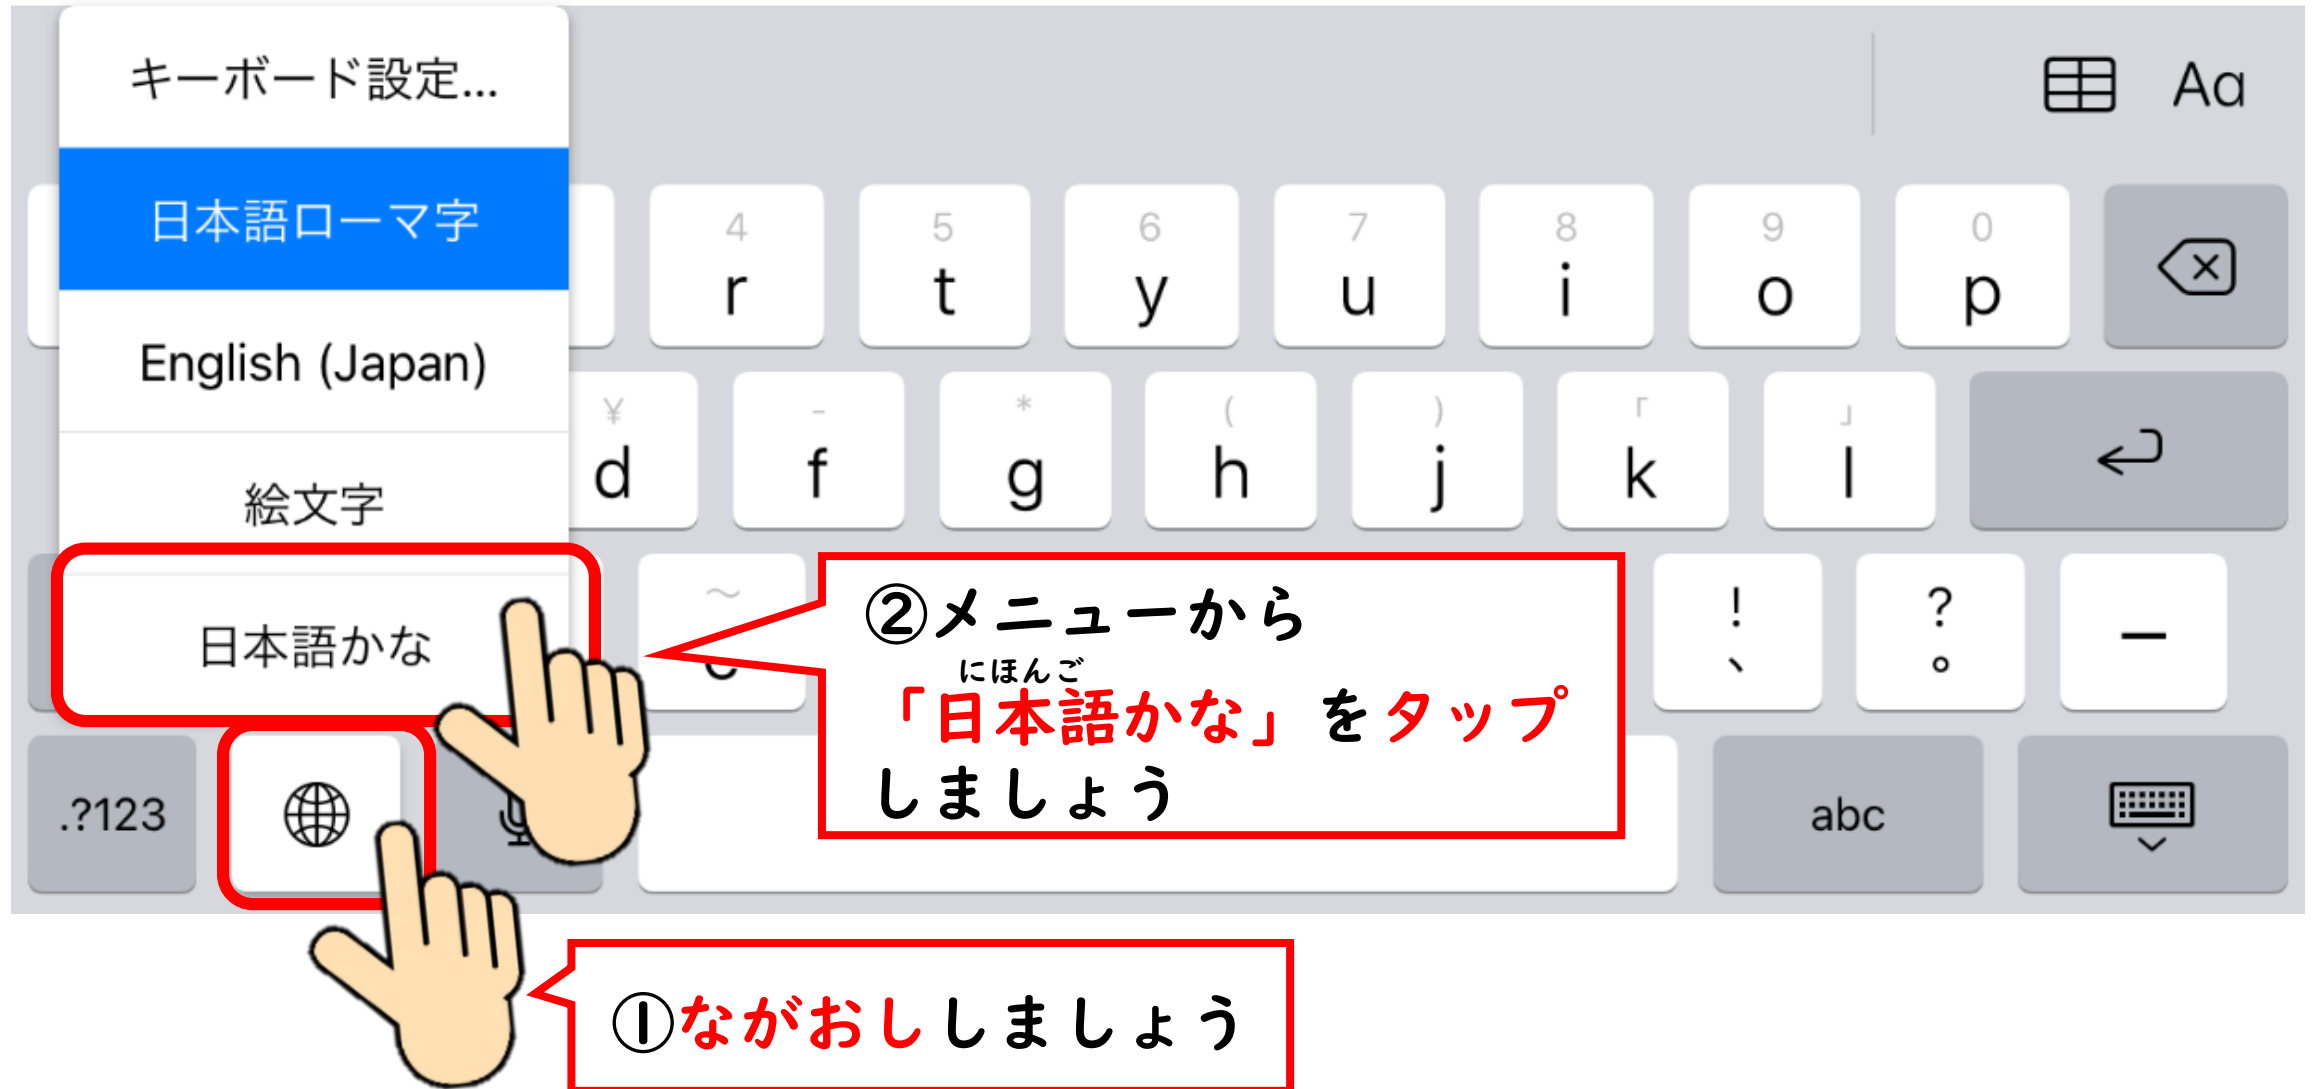 キーボード設定...
日本語ローマ字
English (Japan)
絵文字
日本語かな
Aa
4 5 6 7 8 9 0
r t y u i o p
¥ - * ( ) 「 」
d f g h j k l
~
! ?
、 。 ー
.?123
abc
②メニューから
にほんご
「日本語かな」をタップ
しましょう
①ながおししましょう